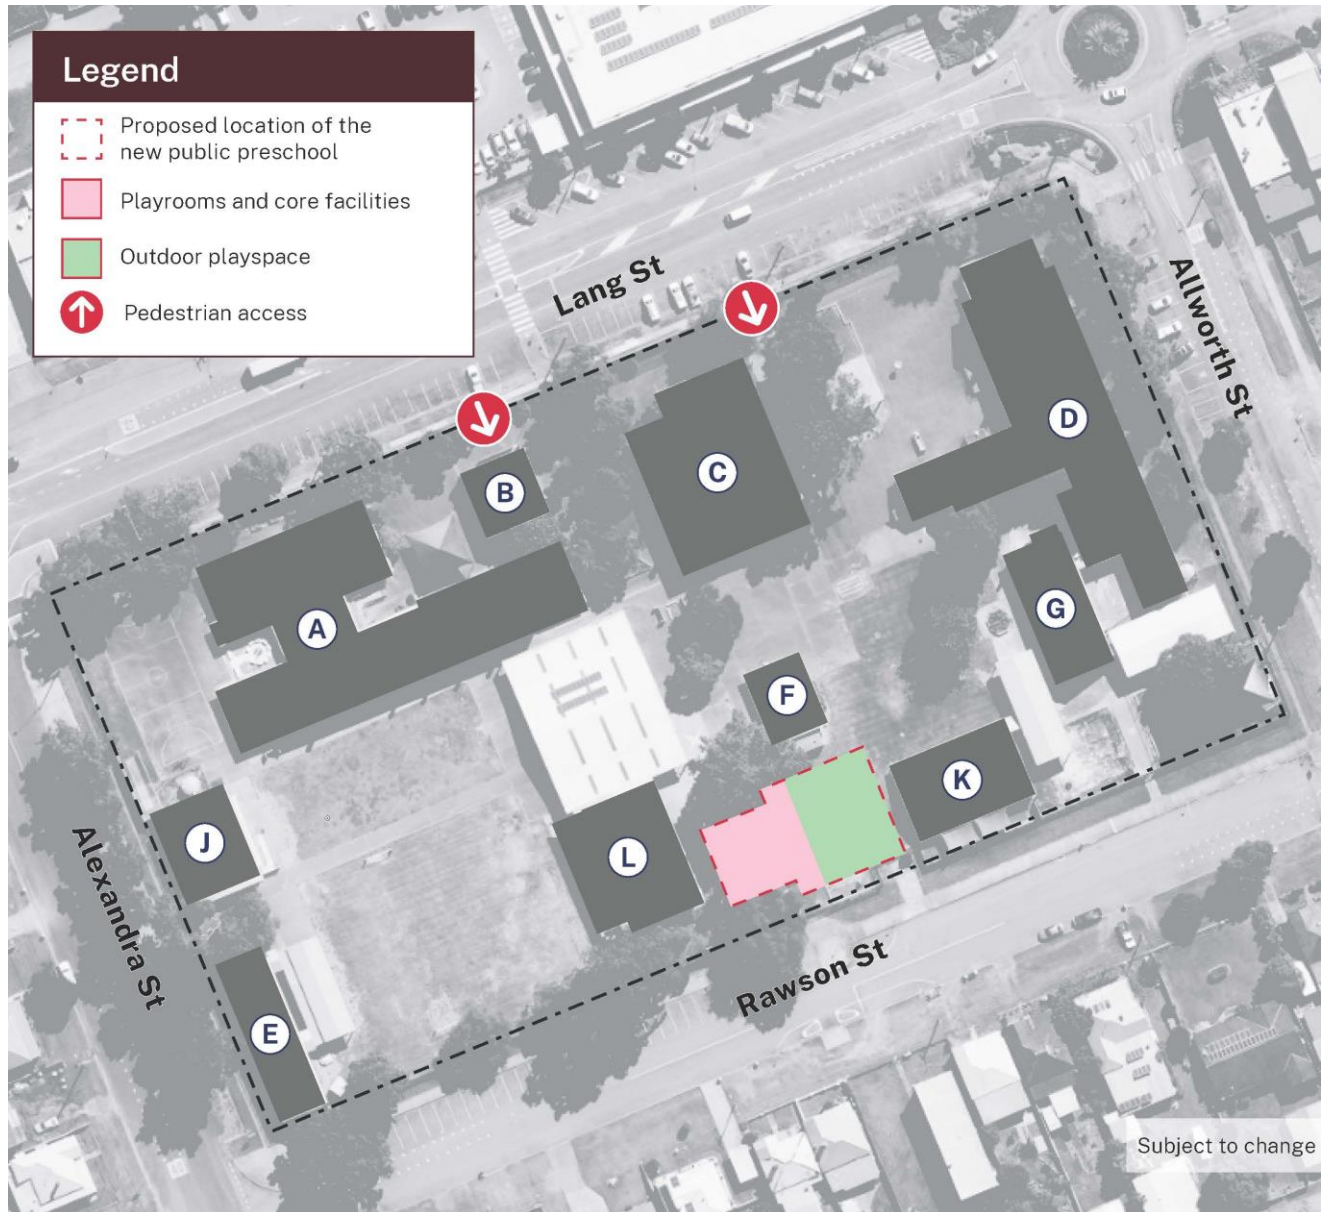 Legend
Proposed location of the
new public preschool
Playrooms and core facilities
Outdoor playspace
Pedestrian access
Lang St
Allworth St
D
C
B
A
G
F
K
J
L
Alexandra St
Rawson St
E
Subject to change